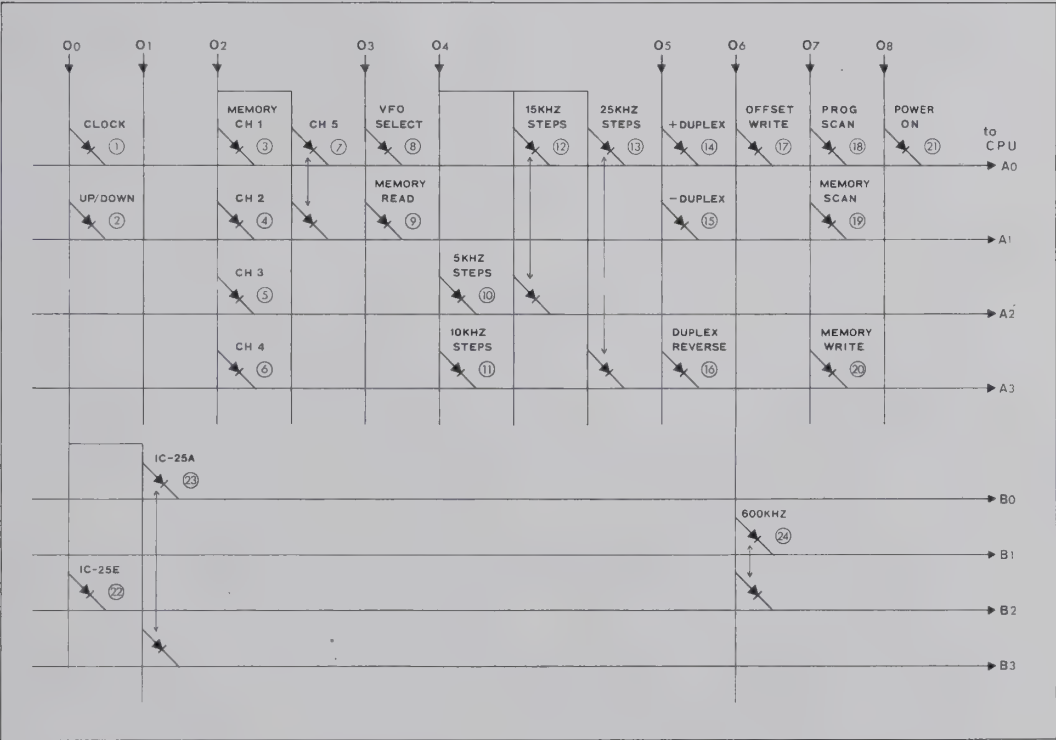 O0 O1 O2 O3 O4 O5 O6 O7 O8
MEMORY VFO 15KHZ 25KHZ OFFSET PROG POWER
CLOCK CH 1 CH 5 SELECT STEPS STEPS +DUPLEX WRITE SCAN ON to
1 3 7 8 12 13 14 17 18 21 CPU
A0
MEMORY MEMORY
UP/DOWN CH 2 READ −DUPLEX SCAN
2 4 9 15 19
A1
5KHZ
CH 3 STEPS
5 10
A2
10KHZ DUPLEX MEMORY
CH 4 STEPS REVERSE WRITE
6 11 16 20
A3
IC-25A
23
B0
600KHZ
24
B1
IC-25E
22
B2
B3